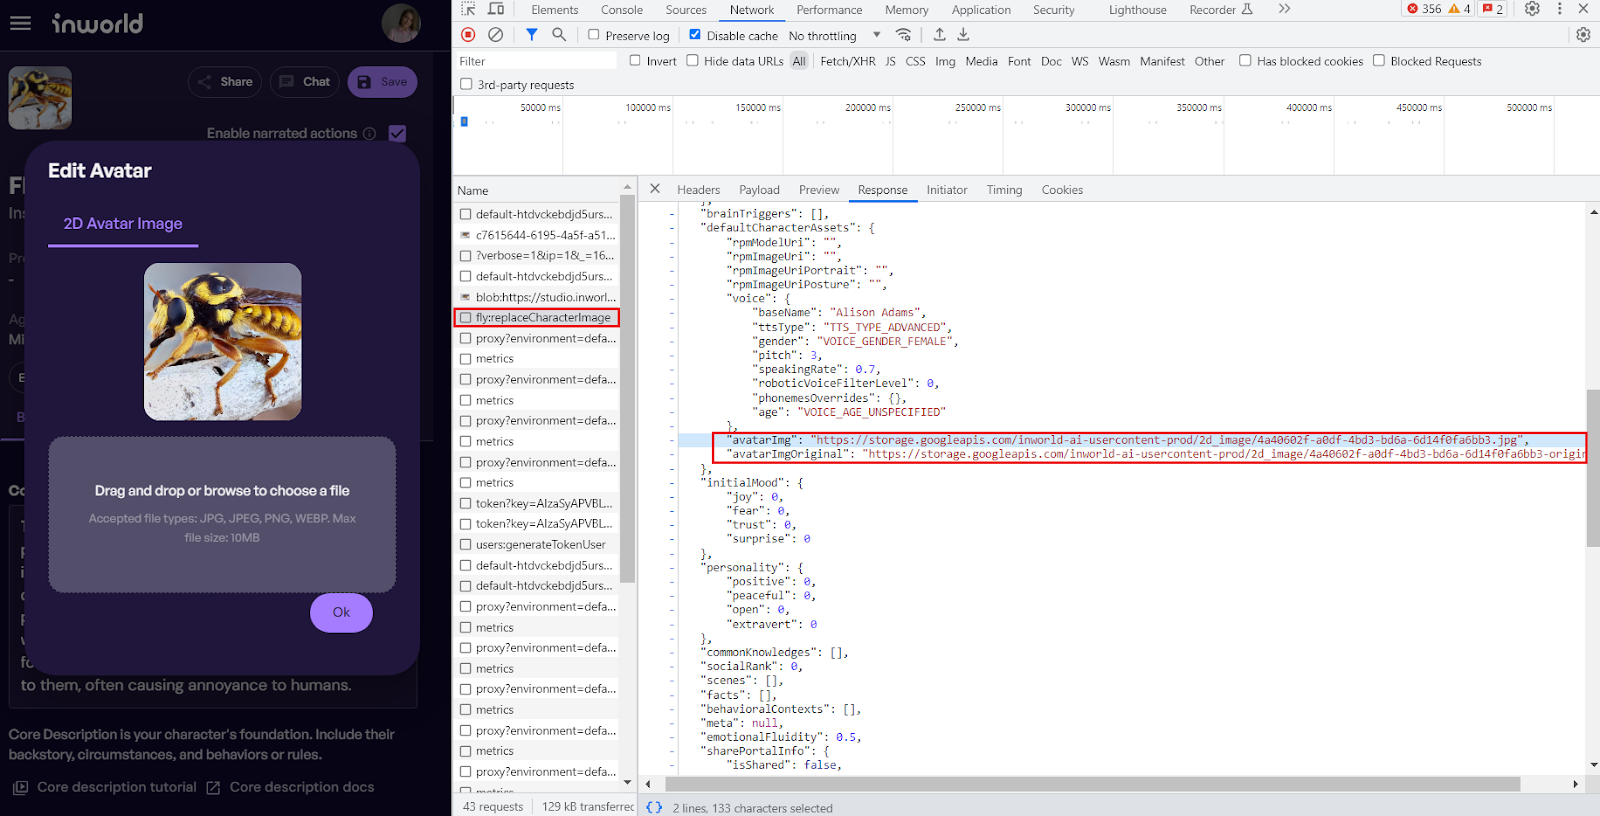 inworld
Share
Chat
Save
Enable narrated actions
Edit Avatar
2D Avatar Image
Drag and drop or browse to choose a file
Accepted file types: JPG, JPEG, PNG, WEBP. Max
file size: 10MB
Ok
to them, often causing annoyance to humans.
Core Description is your character's foundation. Include their
backstory, circumstances, and behaviors or rules.
Core description tutorial
Core description docs
Elements Console Sources Network Performance Memory Application Security Lighthouse Recorder 356 4 2
Preserve log Disable cache No throttling
Filter Invert Hide data URLs All Fetch/XHR JS CSS Img Media Font Doc WS Wasm Manifest Other Has blocked cookies Blocked Requests
3rd-party requests
50000 ms 100000 ms 150000 ms 200000 ms 250000 ms 300000 ms 350000 ms 400000 ms 450000 ms 500000 ms
Name
default-htdvckebdjd5urs...
c7615644-6195-4a5f-a51...
?verbose=1&ip=1&_=16...
default-htdvckebdjd5urs...
blob:https://studio.inworl...
fly:replaceCharacterImage
proxy?environment=defa...
metrics
proxy?environment=defa...
metrics
proxy?environment=defa...
metrics
proxy?environment=defa...
metrics
token?key=AIzaSyAPVBL...
token?key=AIzaSyAPVBL...
users:generateTokenUser
default-htdvckebdjd5urs...
default-htdvckebdjd5urs...
proxy?environment=defa...
metrics
proxy?environment=defa...
metrics
proxy?environment=defa...
metrics
proxy?environment=defa...
metrics
proxy?environment=defa...
metrics
43 requests 129 kB transferred
Headers Payload Preview Response Initiator Timing Cookies
"brainTriggers": [],
"defaultCharacterAssets": {
"rpmModelUri": "",
"rpmImageUri": "",
"rpmImageUriPortrait": "",
"rpmImageUriPosture": "",
"voice": {
"baseName": "Alison Adams",
"ttsType": "TTS_TYPE_ADVANCED",
"gender": "VOICE_GENDER_FEMALE",
"pitch": 3,
"speakingRate": 0.7,
"roboticVoiceFilterLevel": 0,
"phonemesOverrides": {},
"age": "VOICE_AGE_UNSPECIFIED"
},
"avatarImg": "https://storage.googleapis.com/inworld-ai-usercontent-prod/2d_image/4a40602f-a0df-4bd3-bd6a-6d14f0fa6bb3.jpg",
"avatarImgOriginal": "https://storage.googleapis.com/inworld-ai-usercontent-prod/2d_image/4a40602f-a0df-4bd3-bd6a-6d14f0fa6bb3-origin
},
"initialMood": {
"joy": 0,
"fear": 0,
"trust": 0,
"surprise": 0
},
"personality": {
"positive": 0,
"peaceful": 0,
"open": 0,
"extravert": 0
},
"commonKnowledges": [],
"socialRank": 0,
"scenes": [],
"facts": [],
"behavioralContexts": [],
"meta": null,
"emotionalFluidity": 0.5,
"sharePortalInfo": {
"isShared": false,
{} 2 lines, 133 characters selected